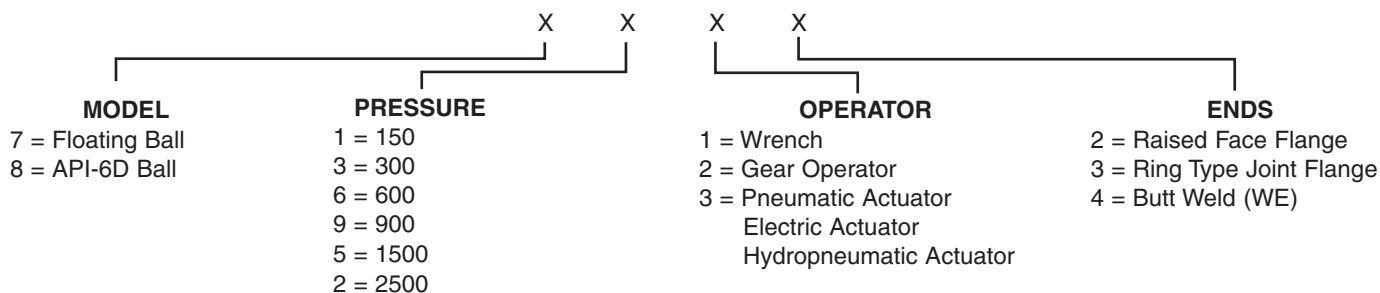 X X X X
MODEL
7 = Floating Ball
8 = API-6D Ball
PRESSURE
1 = 150
3 = 300
6 = 600
9 = 900
5 = 1500
2 = 2500
OPERATOR
1 = Wrench
2 = Gear Operator
3 = Pneumatic Actuator
Electric Actuator
Hydropneumatic Actuator
ENDS
2 = Raised Face Flange
3 = Ring Type Joint Flange
4 = Butt Weld (WE)